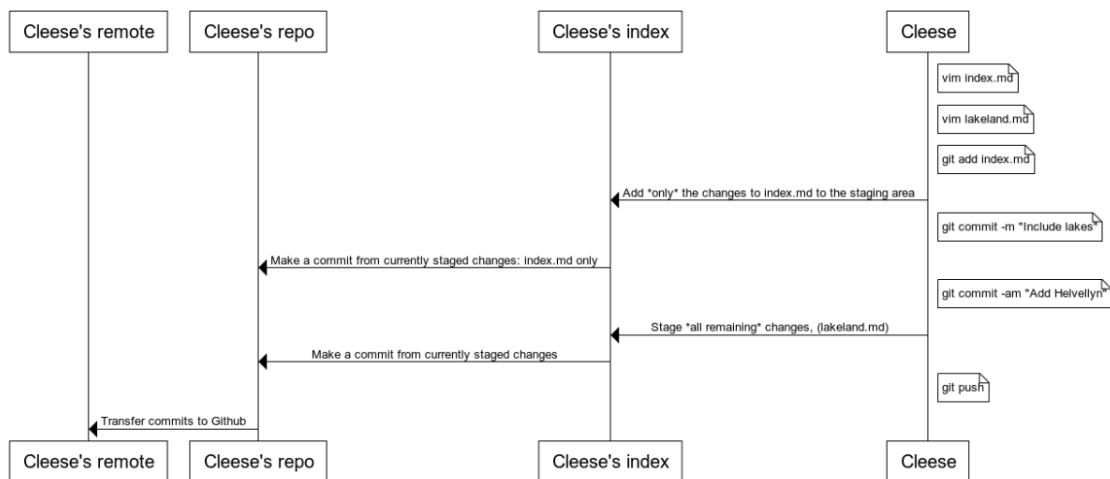 Cleese's remote
Cleese's repo
Cleese's index
Cleese
vim index.md
vim lakeland.md
git add index.md
Add *only* the changes to index.md to the staging area
git commit -m "Include lakes"
Make a commit from currently staged changes: index.md only
git commit -am "Add Helvellyn"
Stage *all remaining* changes, (lakeland.md)
Make a commit from currently staged changes
git push
Transfer commits to Github
Cleese's remote
Cleese's repo
Cleese's index
Cleese